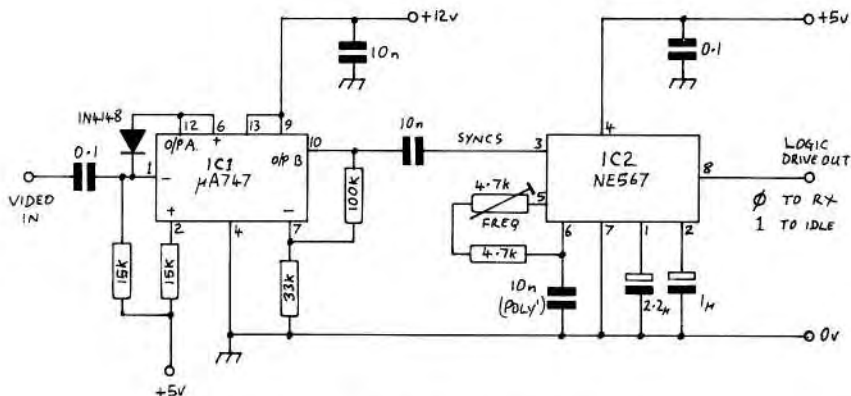 +12v
+5v
10n
0.1
1N4148
12
6
13
9
4
O/P A.
+
10
10n
SYNCS
3
0.1
1
-
IC1
µA747
O/P B
IC2
NE567
8
LOGIC
DRIVE OUT
VIDEO
IN
100k
4.7k
5
FREQ
Ø TO RX
1 TO IDLE
+
-
2
4
7
6
7
1
2
15k
15k
33k
4.7k
10n
(POLY')
2.2µ
1µ
0v
+5v